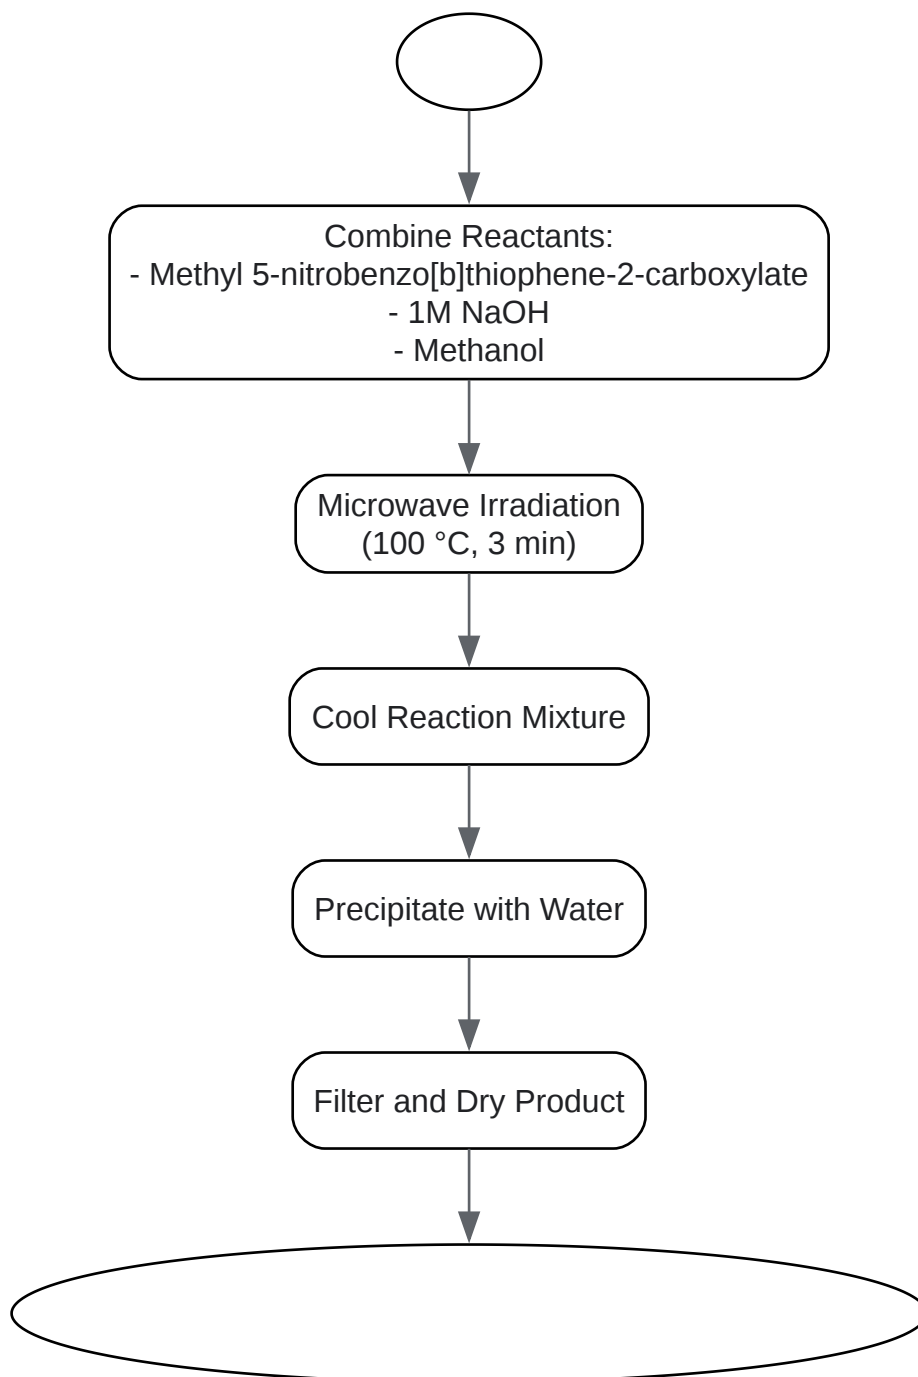 Combine Reactants:
- Methyl 5-nitrobenzo[b]thiophene-2-carboxylate
- 1M NaOH
- Methanol
Microwave Irradiation
(100 °C, 3 min)
Cool Reaction Mixture
Precipitate with Water
Filter and Dry Product